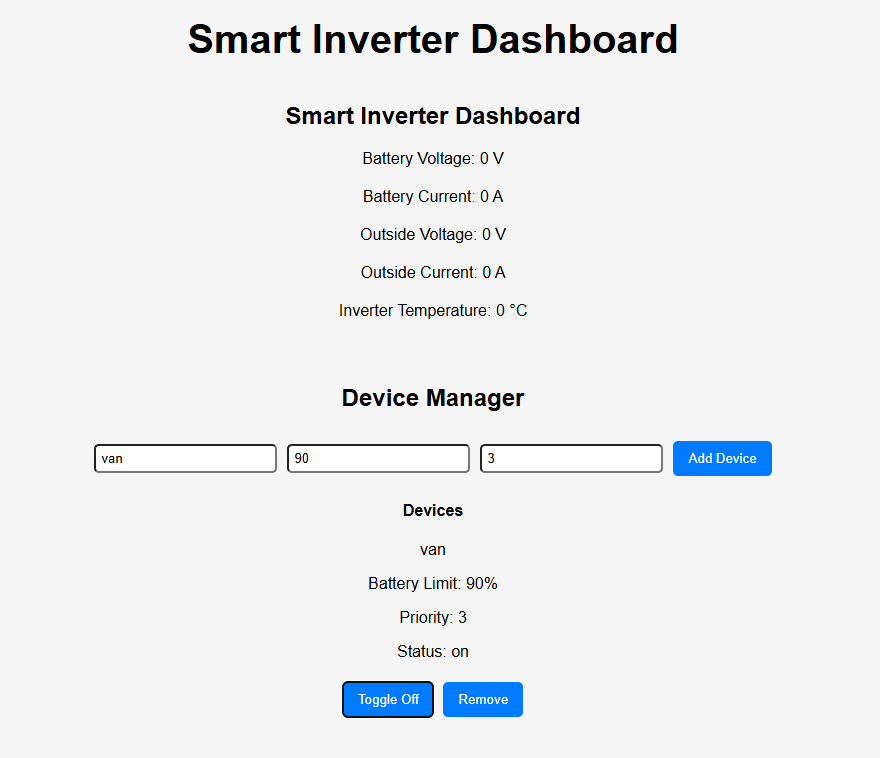 Smart Inverter Dashboard
Smart Inverter Dashboard
Battery Voltage: 0 V
Battery Current: 0 A
Outside Voltage: 0 V
Outside Current: 0 A
Inverter Temperature: 0 °C
Device Manager
van 90 3 Add Device
Devices
van
Battery Limit: 90%
Priority: 3
Status: on
Toggle Off Remove